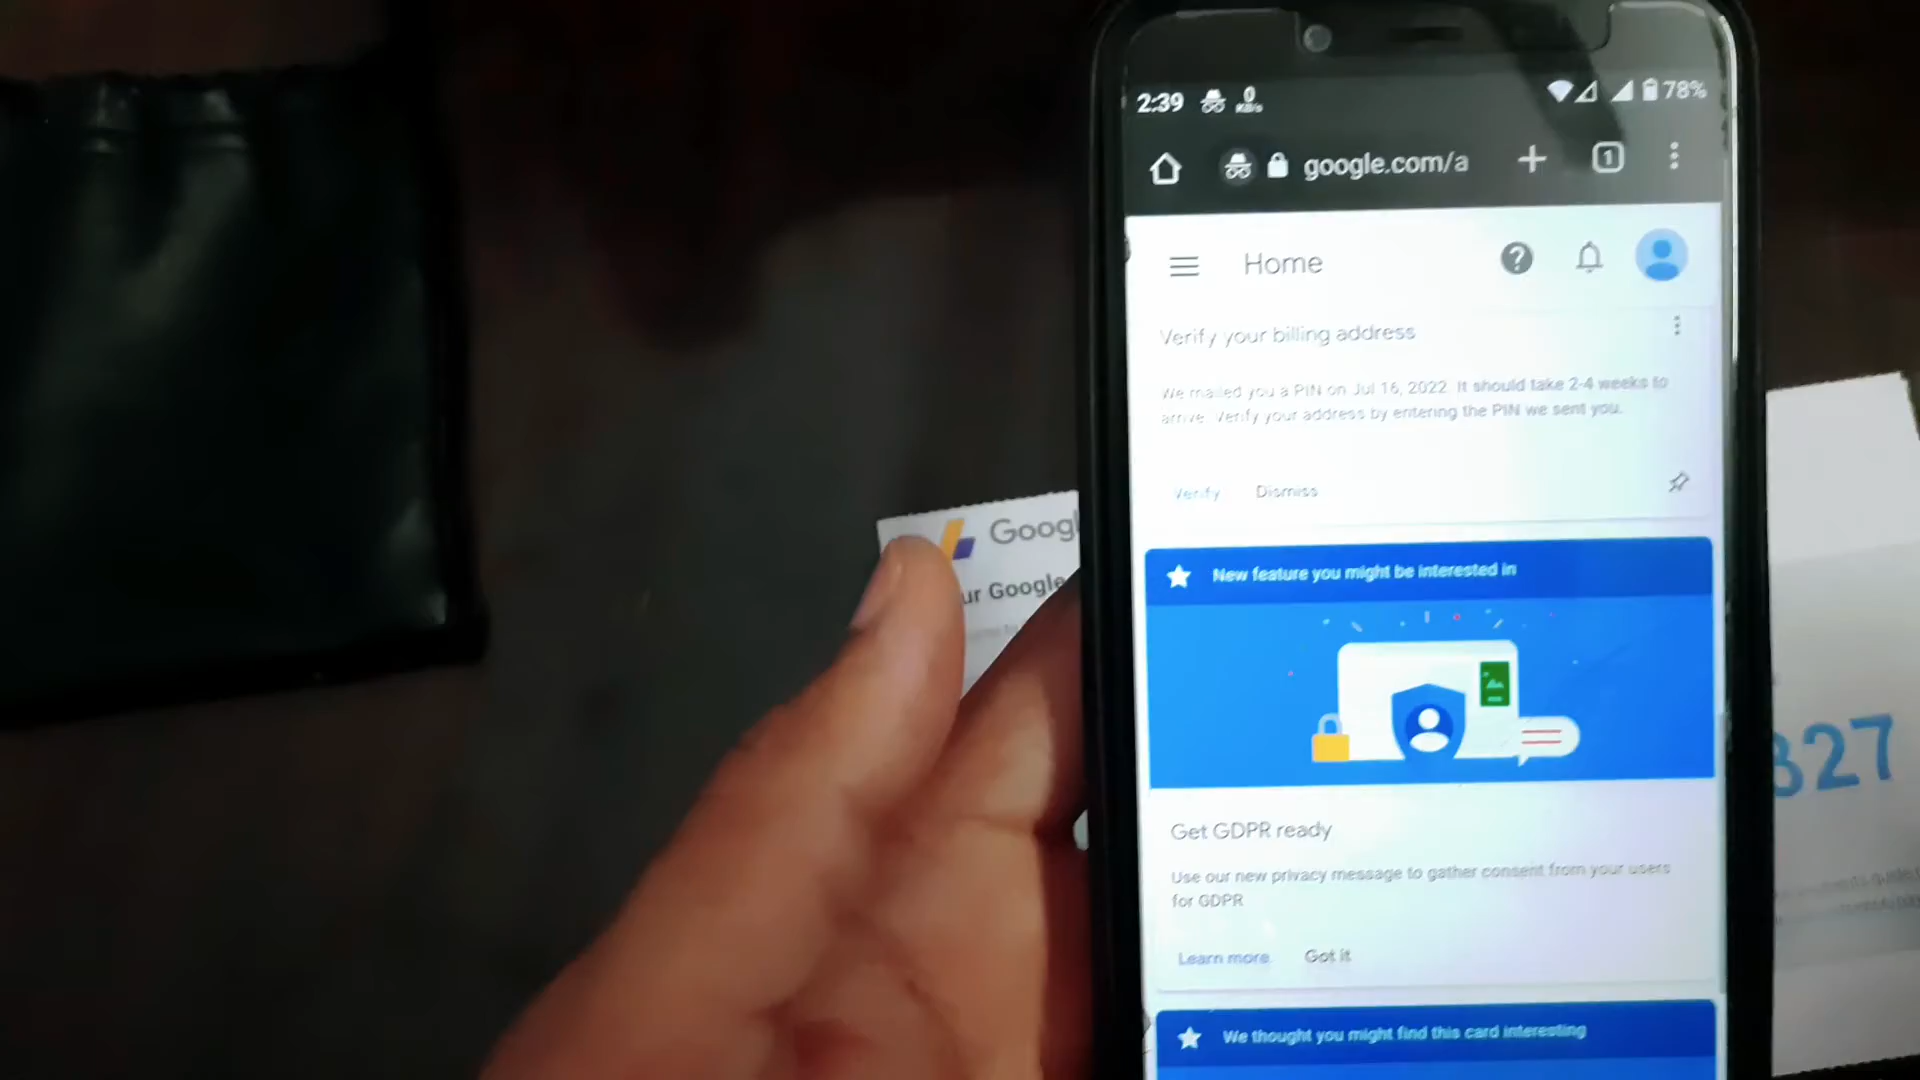 2:39 0 KB/s 78%
google.com/a 1
Home
Verify your billing address
We mailed you a PIN on Jul 16, 2022. It should take 2-4 weeks to
arrive. Verify your address by entering the PIN we sent you.
Verify Dismiss
Googl
ur Google
New feature you might be interested in
327
Get GDPR ready
Use our new privacy message to gather consent from your users
for GDPR
Learn more Got it
We thought you might find this card interesting